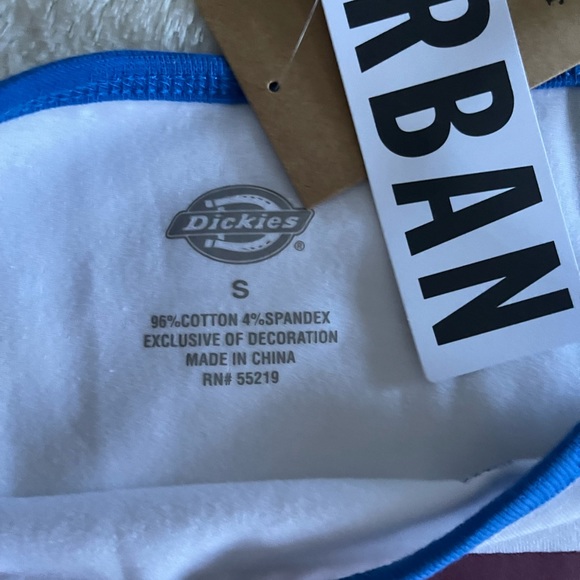 Dickies
®
S
96%COTTON 4%SPANDEX
EXCLUSIVE OF DECORATION
MADE IN CHINA
RN# 55219
RBAN